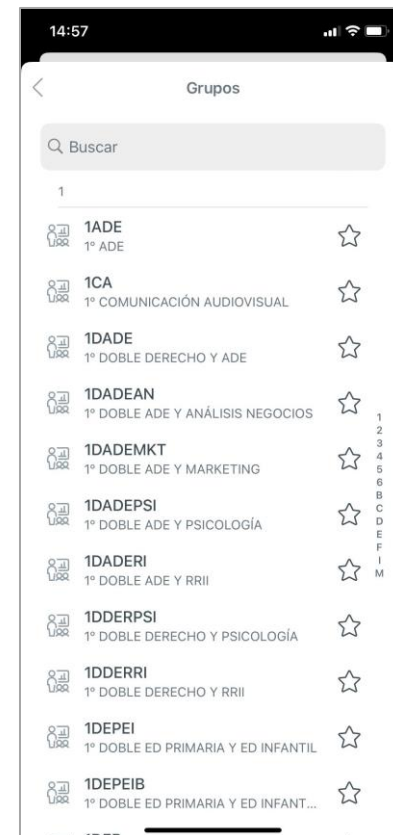 14:57
Grupos
Buscar
1
1ADE
1º ADE
1CA
1º COMUNICACIÓN AUDIOVISUAL
1DADE
1º DOBLE DERECHO Y ADE
1DADEAN
1º DOBLE ADE Y ANÁLISIS NEGOCIOS
1DADEMKT
1º DOBLE ADE Y MARKETING
1DADEPSI
1º DOBLE ADE Y PSICOLOGÍA
1DADERI
1º DOBLE ADE Y RRII
1DDERPSI
1º DOBLE DERECHO Y PSICOLOGÍA
1DDERRI
1º DOBLE DERECHO Y RRII
1DEPEI
1º DOBLE ED PRIMARIA Y ED INFANTIL
1DEPEIB
1º DOBLE ED PRIMARIA Y ED INFANT...
1
2
3
4
5
6
B
C
D
E
F
I
M